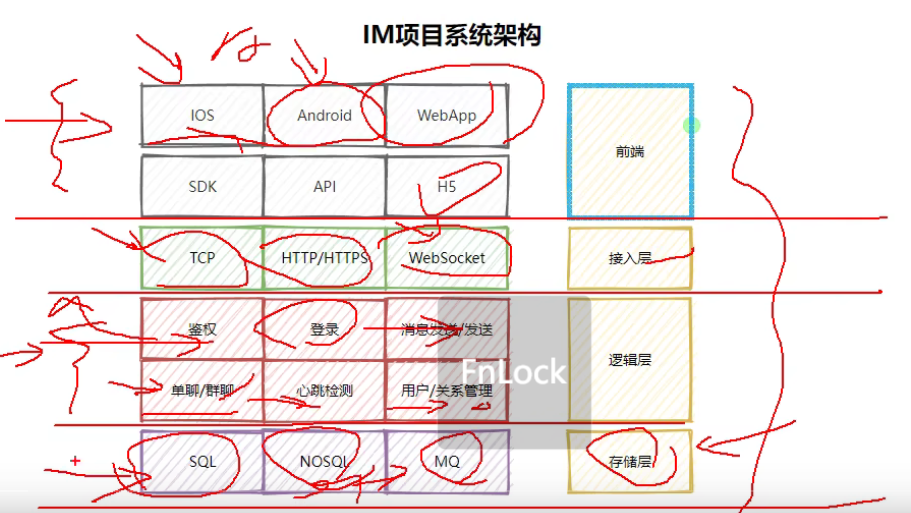 IM项目系统架构
IOS Android WebApp
前端
SDK API H5
TCP HTTP/HTTPS WebSocket 接入层
鉴权 登录 消息发送/发送
逻辑层
FnLock
单聊/群聊 心跳检测 用户/关系管理
SQL NOSQL MQ 存储层